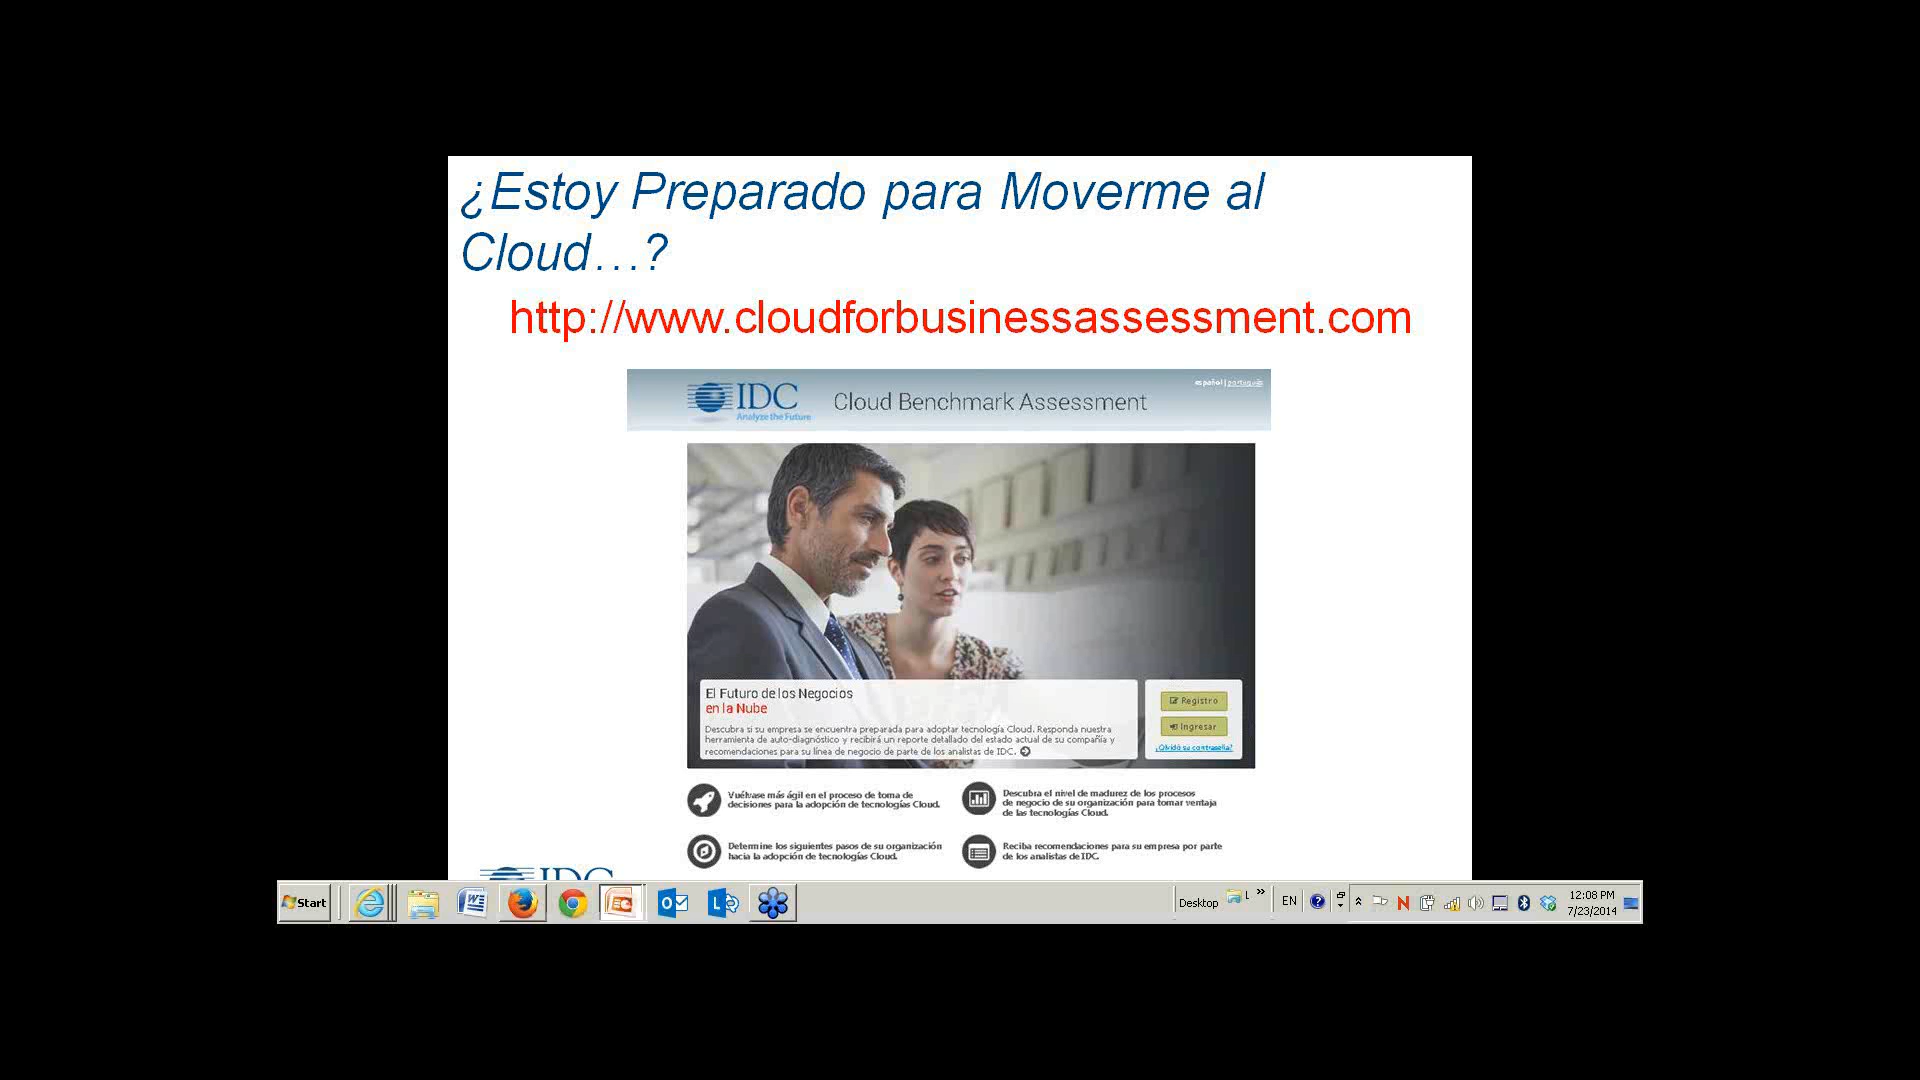 ¿Estoy Preparado para Moverme al
Cloud…?
http://www.cloudforbusinessassessment.com
español | português
IDC
Analyze the Future
Cloud Benchmark Assessment
El Futuro de los Negocios
en la Nube
Descubra si su empresa se encuentra preparada para adoptar tecnología Cloud. Responda nuestra
herramienta de auto-diagnóstico y recibirá un reporte detallado del estado actual de su compañía y
recomendaciones para su línea de negocio de parte de los analistas de IDC.
Registro
Ingresar
¿Olvidó su contraseña?
Vuélvase más ágil en el proceso de toma de
decisiones para la adopción de tecnologías Cloud.
Descubra el nivel de madurez de los procesos
de negocio de su organización para tomar ventaja
de las tecnologías Cloud.
Determine los siguientes pasos de su organización
hacia la adopción de tecnologías Cloud.
Reciba recomendaciones para su empresa por parte
de los analistas de IDC.
IDC
Start
Desktop
L
EN
12:08 PM
7/23/2014